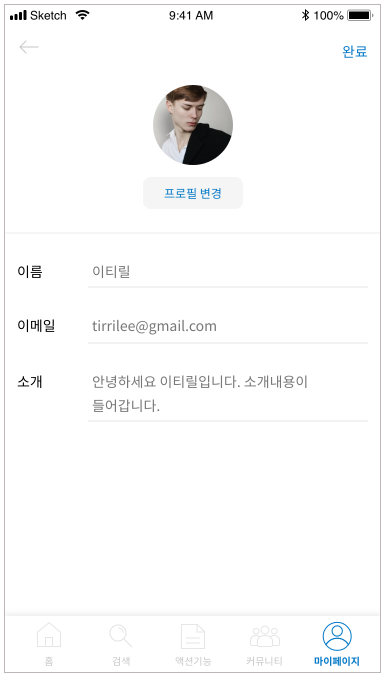 Sketch 9:41 AM 100%
완료
프로필 변경
이름 이티릴
이메일 tirrilee@gmail.com
소개 안녕하세요 이티릴입니다. 소개내용이
들어갑니다.
홈 검색 액션기능 커뮤니티 마이페이지